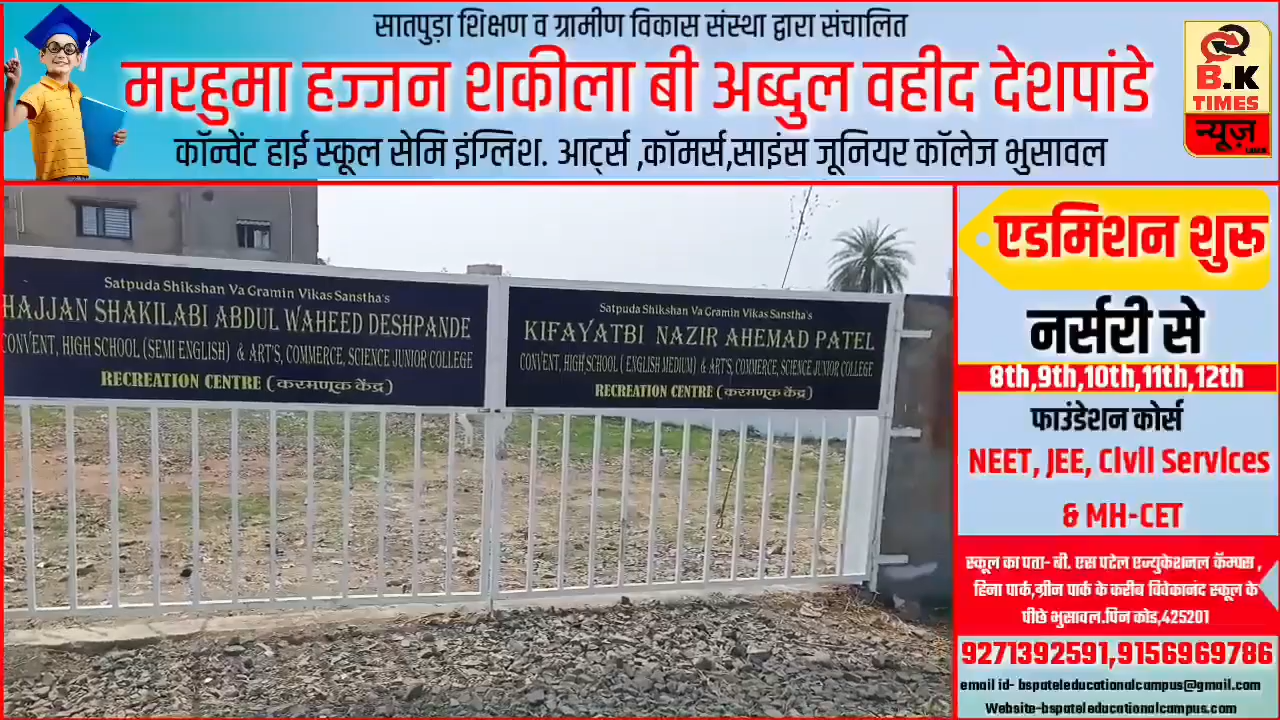 सातपुड़ा शिक्षण व ग्रामीण विकास संस्था द्वारा संचालित
मरहुमा हज्जन शकीला बी अब्दुल वहीद देशपांडे
कॉन्वेंट हाई स्कूल सेमि इंग्लिश. आर्ट्स ,कॉमर्स,साइंस जूनियर कॉलेज भुसावल
B.K
TIMES
न्यूज़
Satpuda Shikshan Va Gramin Vikas Sanstha's
HAJJAN SHAKILABI ABDUL WAHEED DESHPANDE
CONVENT, HIGH SCHOOL (SEMI ENGLISH) & ART'S, COMMERCE, SCIENCE JUNIOR COLLEGE
RECREATION CENTRE (करमणूक केंद्र)
Satpuda Shikshan Va Gramin Vikas Sanstha's
KIFAYATBI NAZIR AHEMAD PATEL
CONVENT, HIGH SCHOOL ( ENGLISH MEDIUM) & ART'S, COMMERCE, SCIENCE JUNIOR COLLEGE
RECREATION CENTRE (करमणूक केंद्र)
एडमिशन शुरू
नर्सरी से
8th,9th,10th,11th,12th
फाउंडेशन कोर्स
NEET, JEE, Civil Services
& MH-CET
स्कूल का पता- बी. एस पटेल एज्युकेशनल कॅम्पस ,
हिना पार्क,ग्रीन पार्क के करीब विवेकानंद स्कूल के
पीछे भुसावल.पिन कोड,425201
9271392591,9156969786
email id- bspateleducationalcampus@gmail.com
Website-bspateleducationalcampus.com